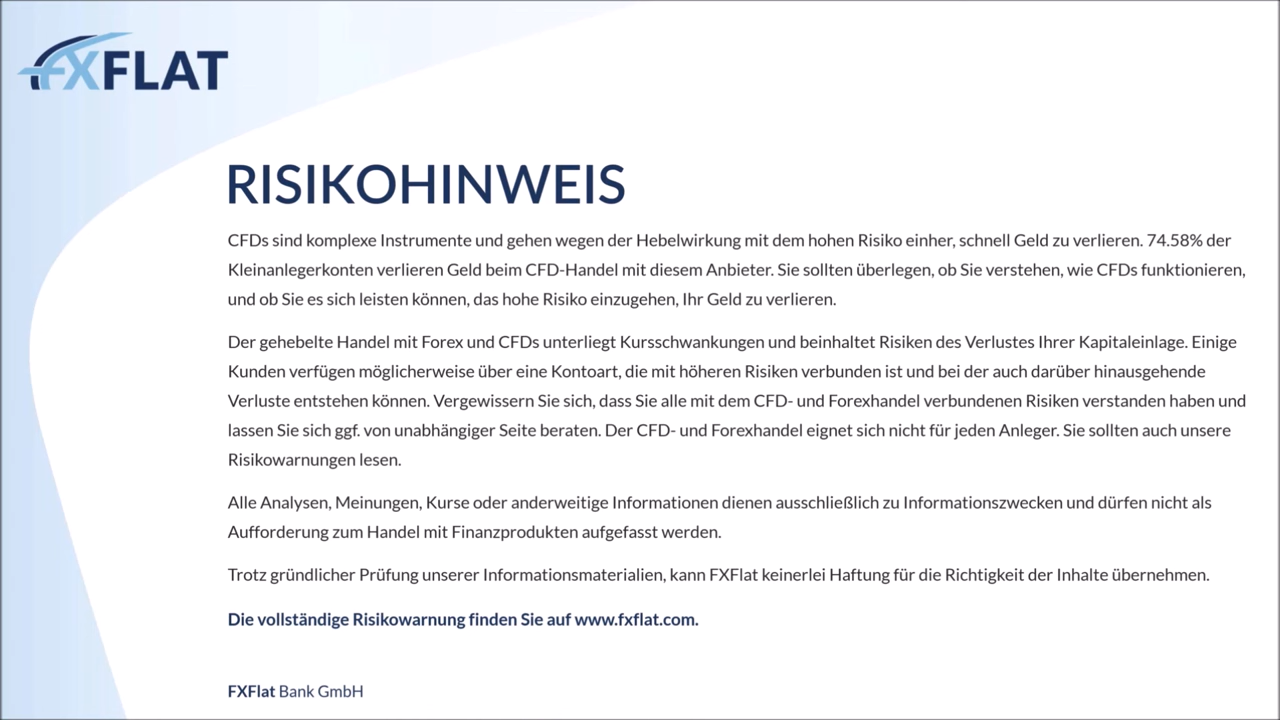 FXFLAT
RISIKOHINWEIS
CFDs sind komplexe Instrumente und gehen wegen der Hebelwirkung mit dem hohen Risiko einher, schnell Geld zu verlieren. 74.58% der
Kleinanlegerkonten verlieren Geld beim CFD-Handel mit diesem Anbieter. Sie sollten überlegen, ob Sie verstehen, wie CFDs funktionieren,
und ob Sie es sich leisten können, das hohe Risiko einzugehen, Ihr Geld zu verlieren.
Der gehebelte Handel mit Forex und CFDs unterliegt Kursschwankungen und beinhaltet Risiken des Verlustes Ihrer Kapitaleinlage. Einige
Kunden verfügen möglicherweise über eine Kontoart, die mit höheren Risiken verbunden ist und bei der auch darüber hinausgehende
Verluste entstehen können. Vergewissern Sie sich, dass Sie alle mit dem CFD- und Forexhandel verbundenen Risiken verstanden haben und
lassen Sie sich ggf. von unabhängiger Seite beraten. Der CFD- und Forexhandel eignet sich nicht für jeden Anleger. Sie sollten auch unsere
Risikowarnungen lesen.
Alle Analysen, Meinungen, Kurse oder anderweitige Informationen dienen ausschließlich zu Informationszwecken und dürfen nicht als
Aufforderung zum Handel mit Finanzprodukten aufgefasst werden.
Trotz gründlicher Prüfung unserer Informationsmaterialien, kann FXFlat keinerlei Haftung für die Richtigkeit der Inhalte übernehmen.
Die vollständige Risikowarnung finden Sie auf www.fxflat.com.
FXFlat Bank GmbH